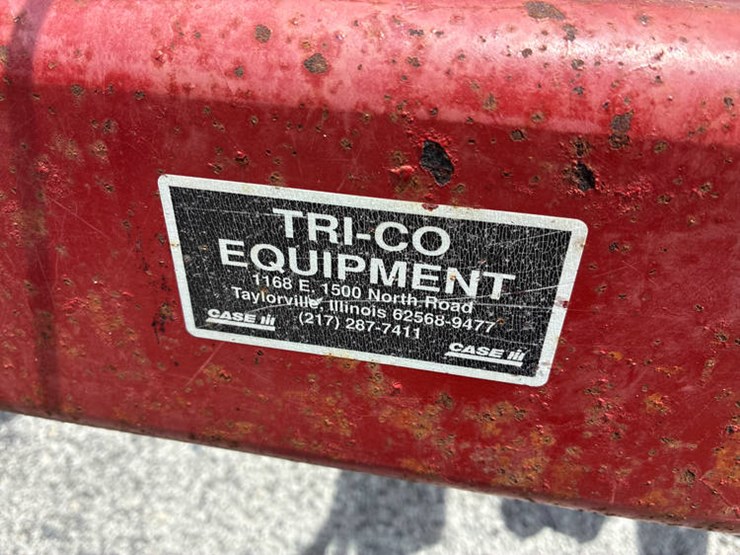 TRI-CO
EQUIPMENT
1168 E. 1500 North Road
Taylorville, Illinois 62568-9477
(217) 287-7411
CASE IH
CASE IH